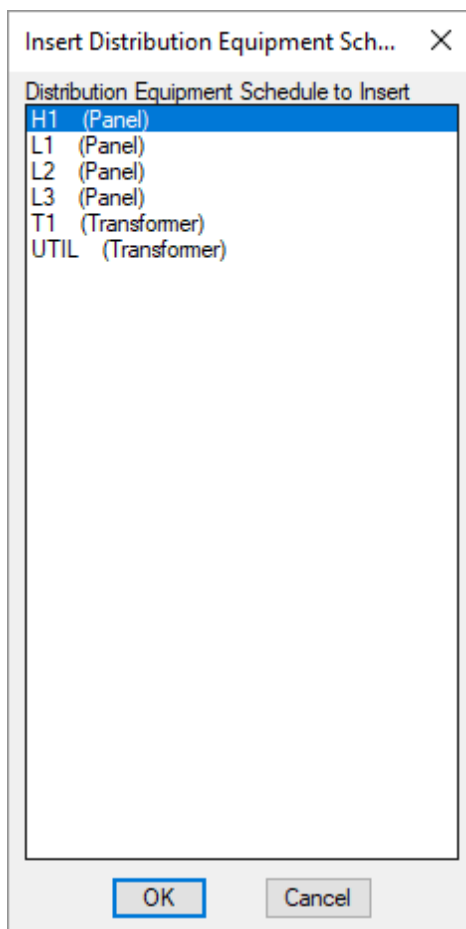 Insert Distribution Equipment Sch...
Distribution Equipment Schedule to Insert
H1 (Panel)
L1 (Panel)
L2 (Panel)
L3 (Panel)
T1 (Transformer)
UTIL (Transformer)
OK Cancel